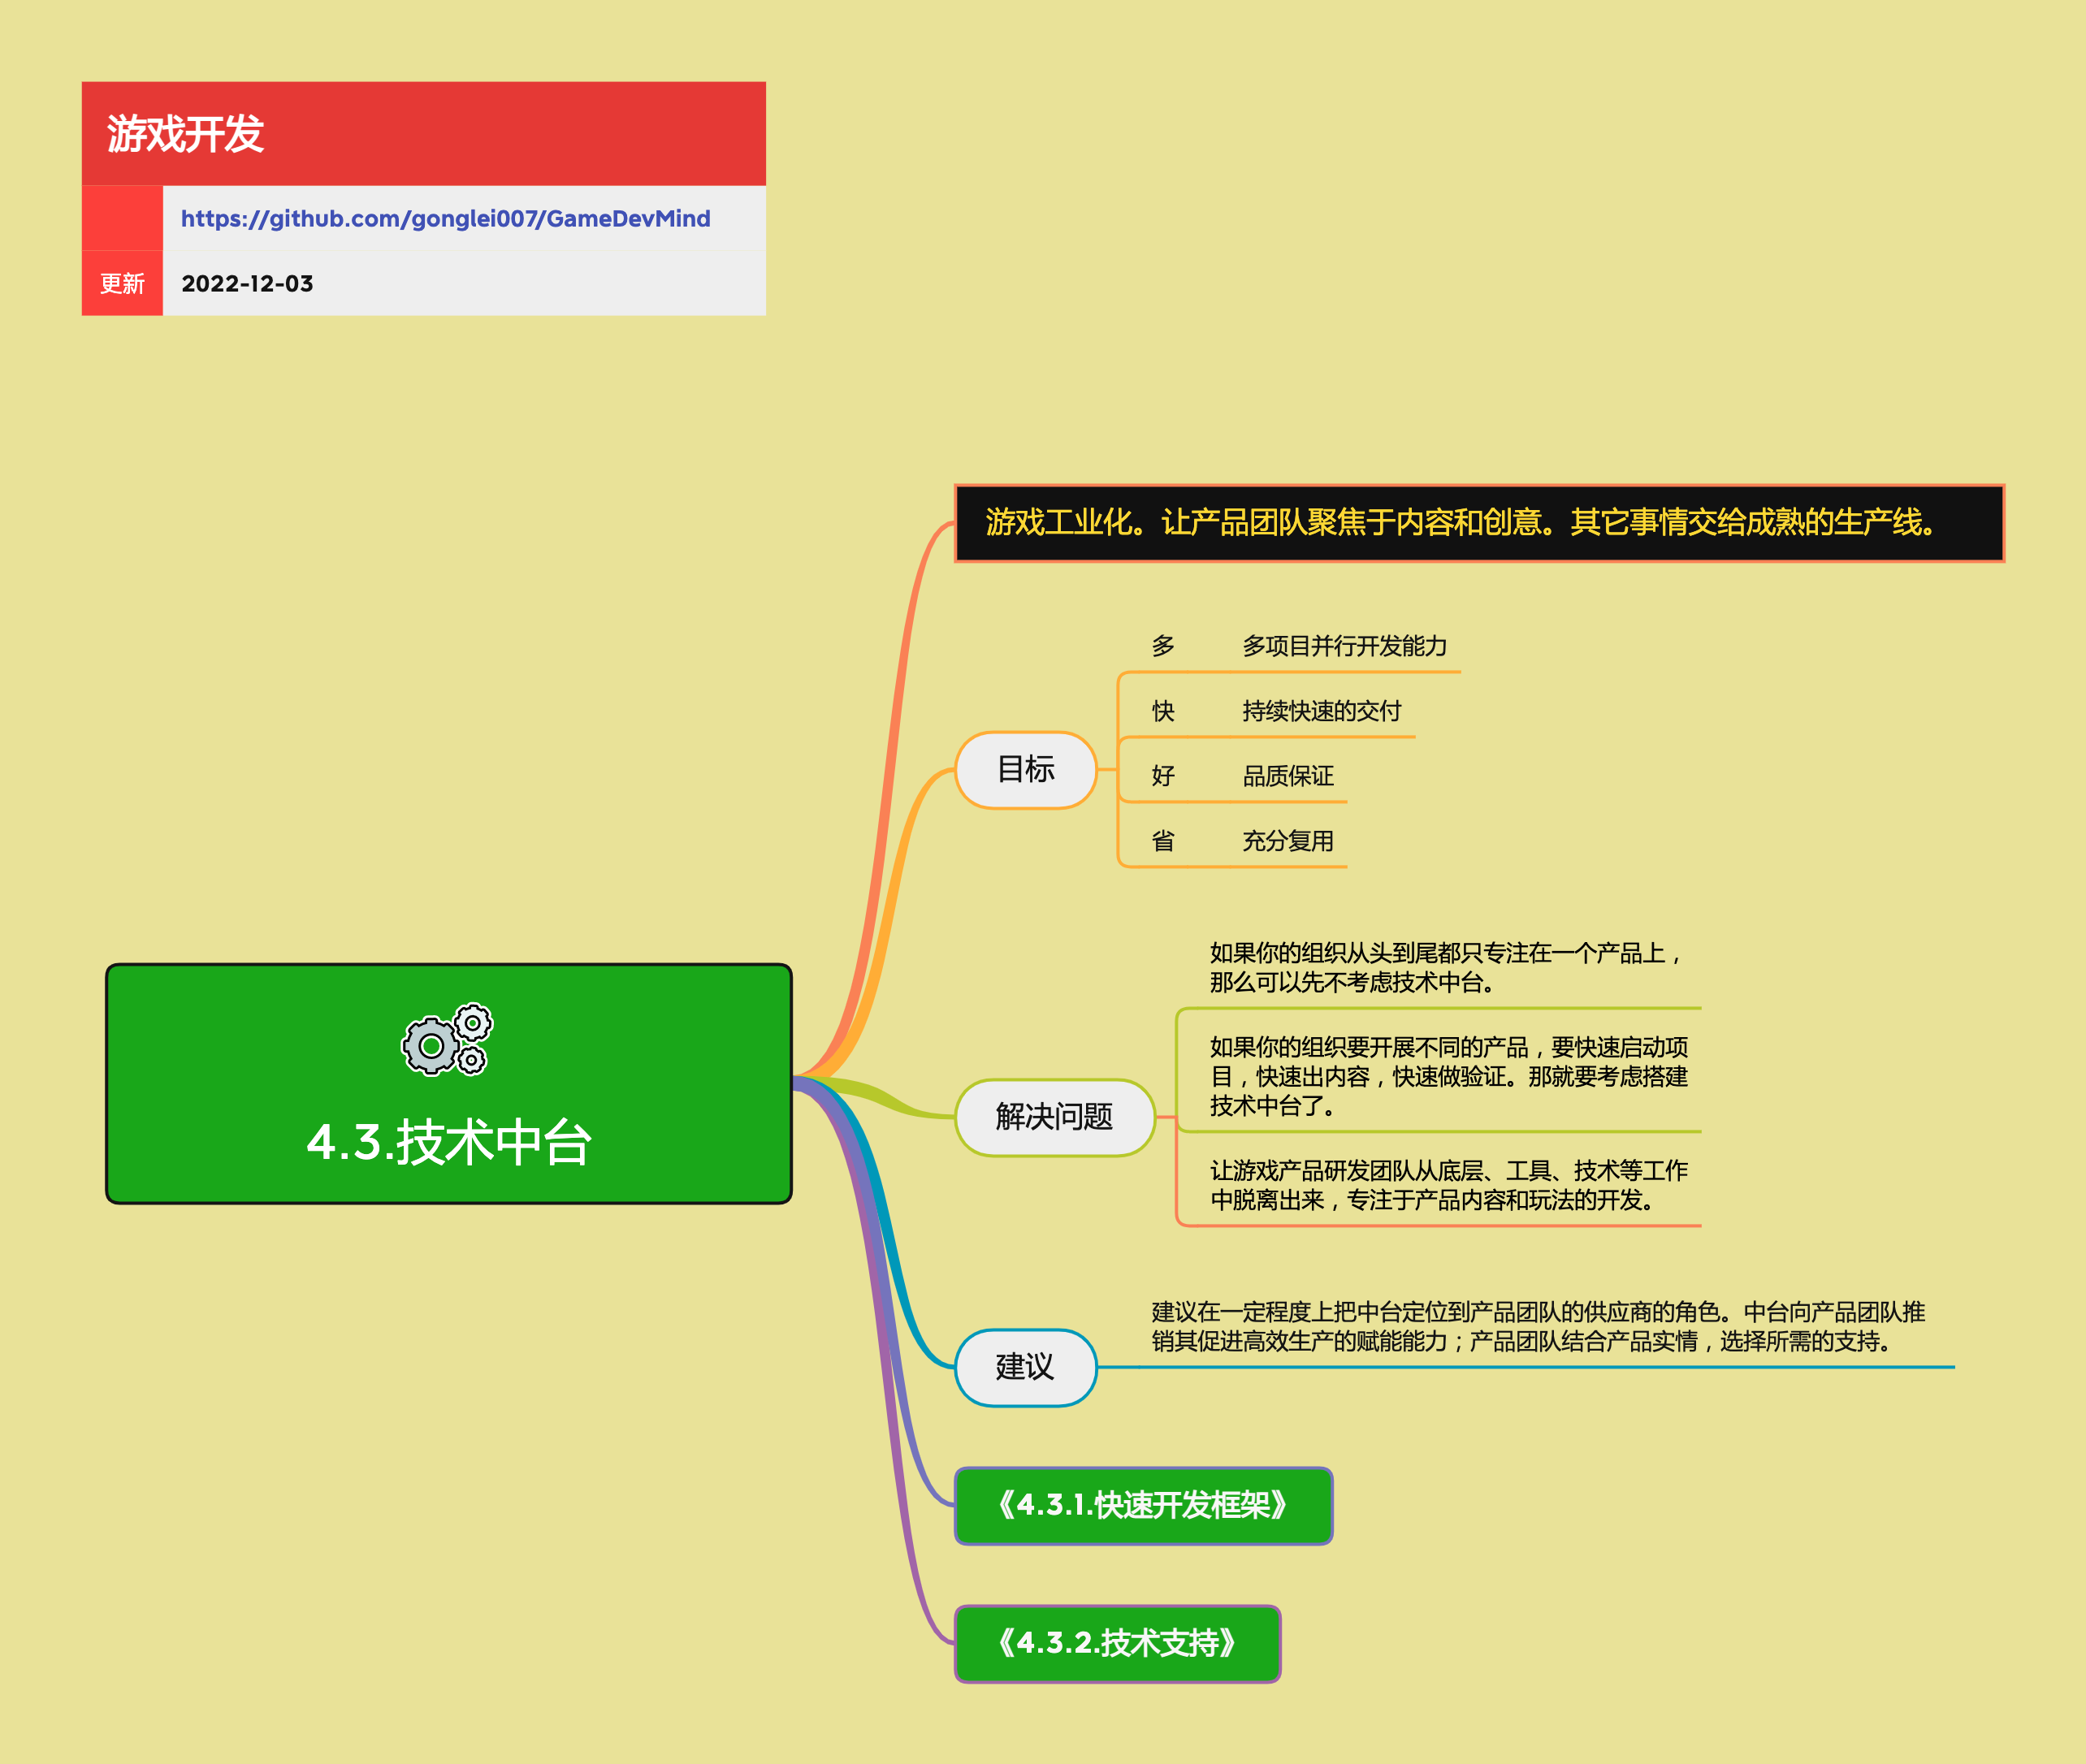 游戏开发
https://github.com/gonglei007/GameDevMind
更新 2022-12-03
游戏工业化。让产品团队聚焦于内容和创意。其它事情交给成熟的生产线。
多 多项目并行开发能力
快 持续快速的交付
目标
好 品质保证
省 充分复用
如果你的组织从头到尾都只专注在一个产品上，
那么可以先不考虑技术中台。
如果你的组织要开展不同的产品，要快速启动项
目，快速出内容，快速做验证。那就要考虑搭建
技术中台了。
解决问题
让游戏产品研发团队从底层、工具、技术等工作
中脱离出来，专注于产品内容和玩法的开发。
4.3.技术中台
建议在一定程度上把中台定位到产品团队的供应商的角色。中台向产品团队推
销其促进高效生产的赋能能力；产品团队结合产品实情，选择所需的支持。
建议
《4.3.1.快速开发框架》
《4.3.2.技术支持》